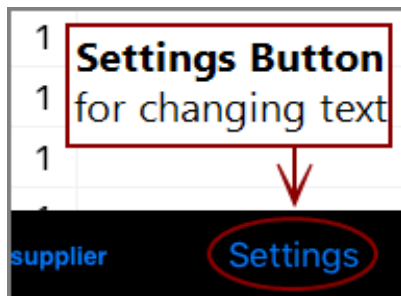 1
Settings Button
1
for changing text
1
supplier
Settings